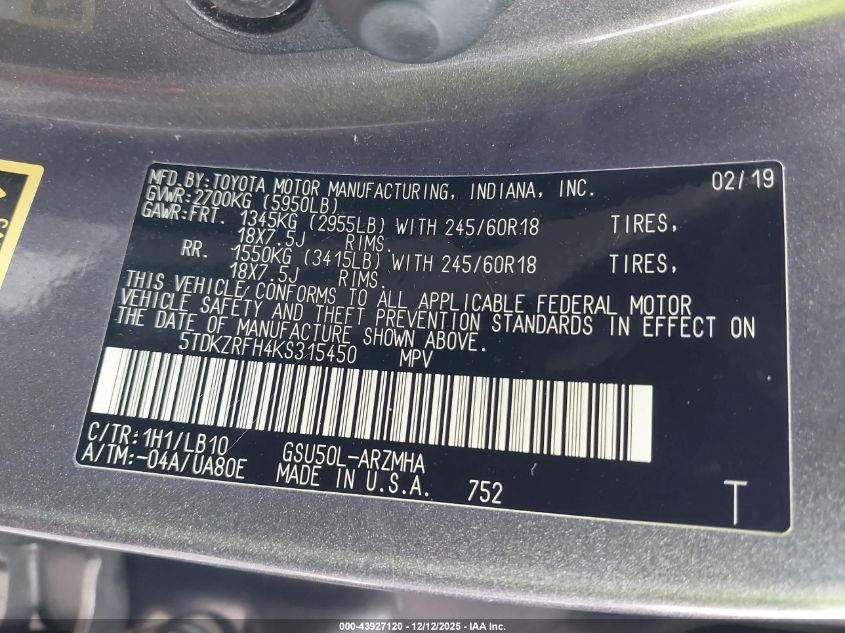 MFD.BY:TOYOTA MOTOR MANUFACTURING, INDIANA, INC. 02/19
GVWR:2700KG (5950LB)
GAWR:FRT. 1345KG (2955LB) WITH 245/60R18 TIRES,
18X7.5J RIMS.
RR. 1550KG (3415LB) WITH 245/60R18 TIRES,
18X7.5J RIMS.
THIS VEHICLE CONFORMS TO ALL APPLICABLE FEDERAL MOTOR
VEHICLE SAFETY AND THEFT PREVENTION STANDARDS IN EFFECT ON
THE DATE OF MANUFACTURE SHOWN ABOVE.
5TDKZRFH4KS315450 MPV
C/TR:1H1/LB10 GSU50L-ARZMHA
A/TM:-04A/UA80E MADE IN U.S.A. 752 T
000-43927120 - 12/12/2025 - IAA Inc.